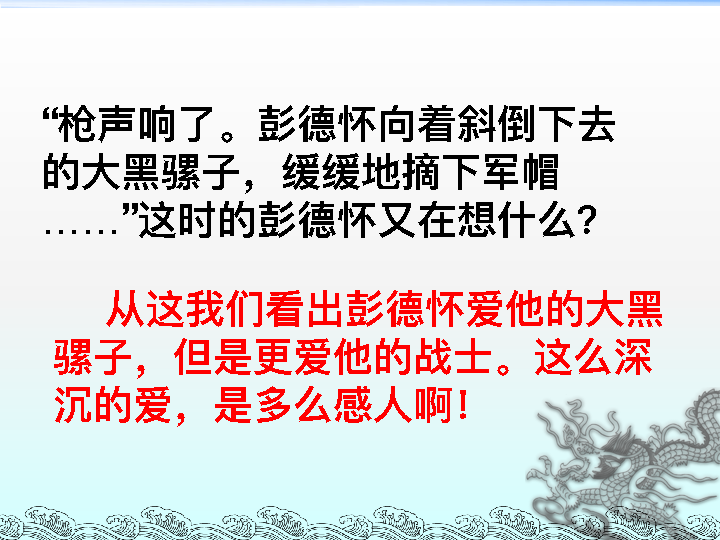 “枪声响了。彭德怀向着斜倒下去
的大黑骡子，缓缓地摘下军帽
……”这时的彭德怀又在想什么？
从这我们看出彭德怀爱他的大黑
骡子，但是更爱他的战士。这么深
沉的爱，是多么感人啊！